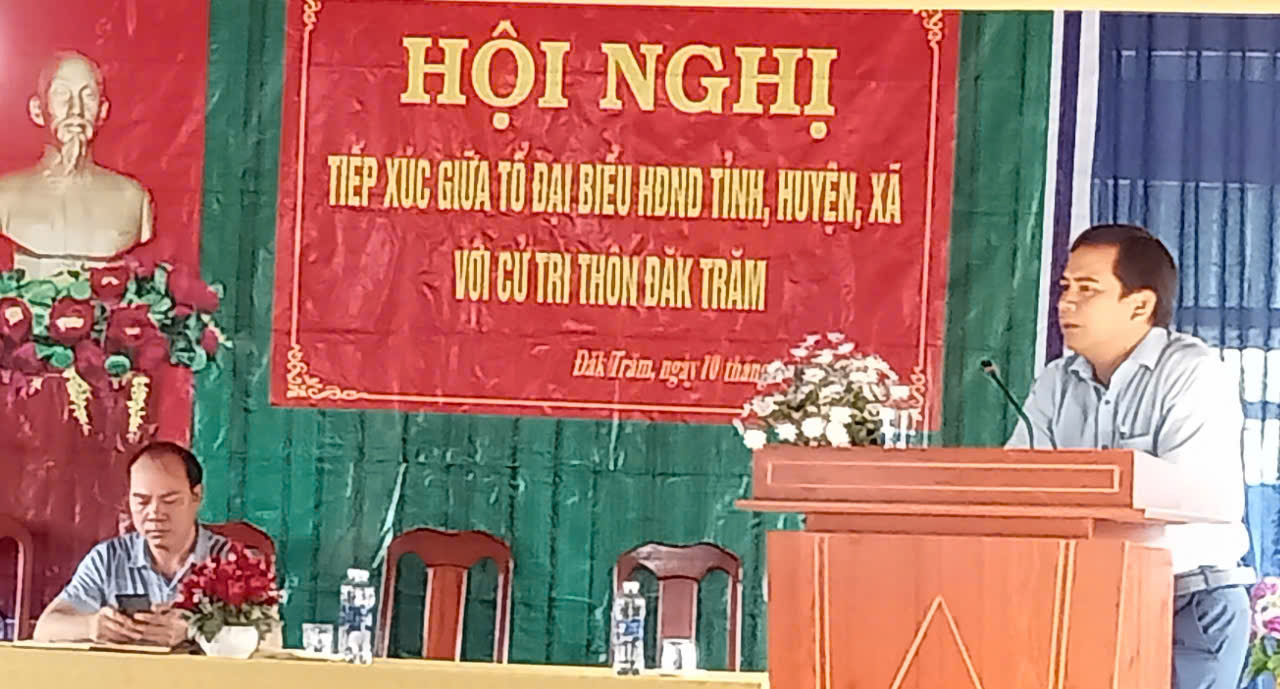 HỘI NGHỊ
TIẾP XÚC GIỮA TỔ ĐẠI BIỂU HĐND TỈNH, HUYỆN, XÃ
VỚI CỬ TRI THÔN ĐĂK TRĂM
Đăk Trăm, ngày 10 tháng